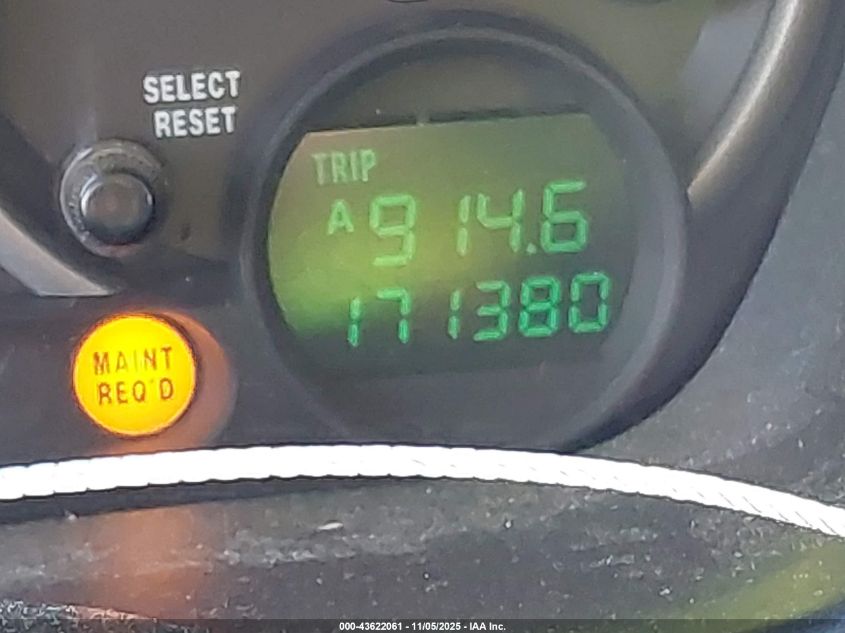 SELECT
RESET
TRIP
A 914.6
171380
MAINT
REQ'D
000-43622061 - 11/05/2025 - IAA Inc.